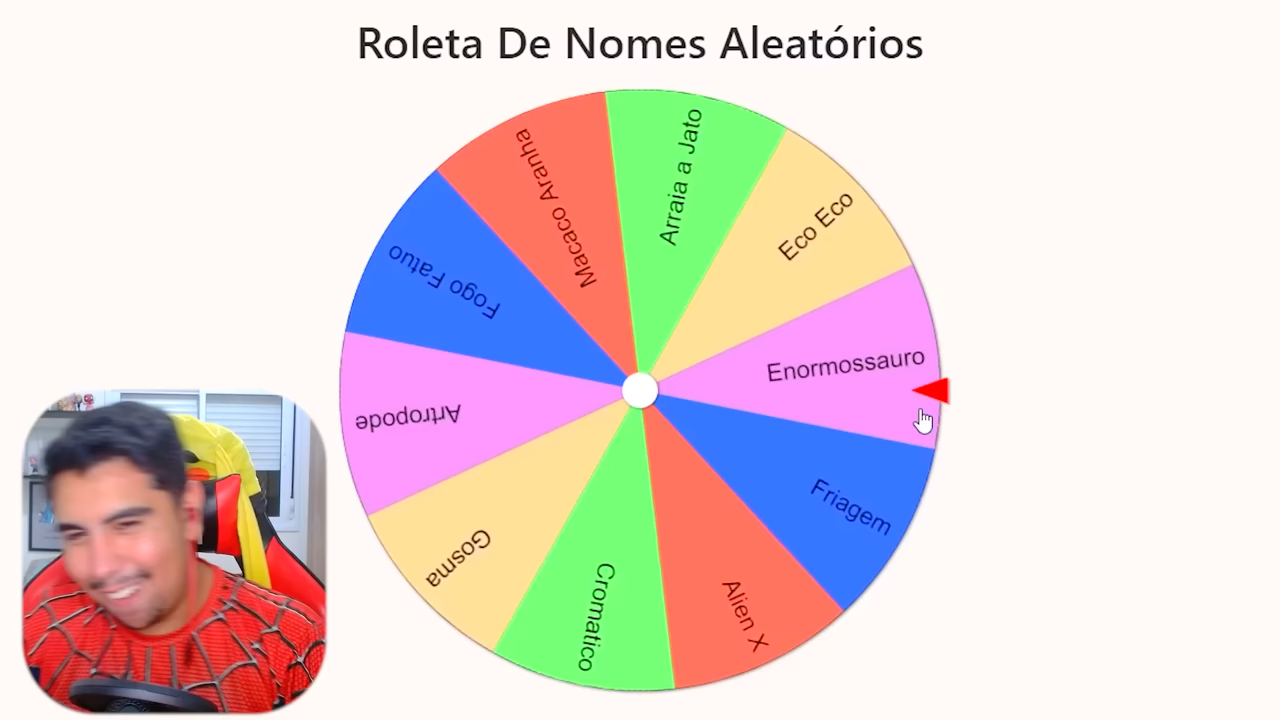 Roleta De Nomes Aleatórios
Arraia a Jato
Eco Eco
Enormossauro
Friagem
Alien X
Cromatico
Gosma
Artropode
Fogo Fatuo
Macaco Aranha